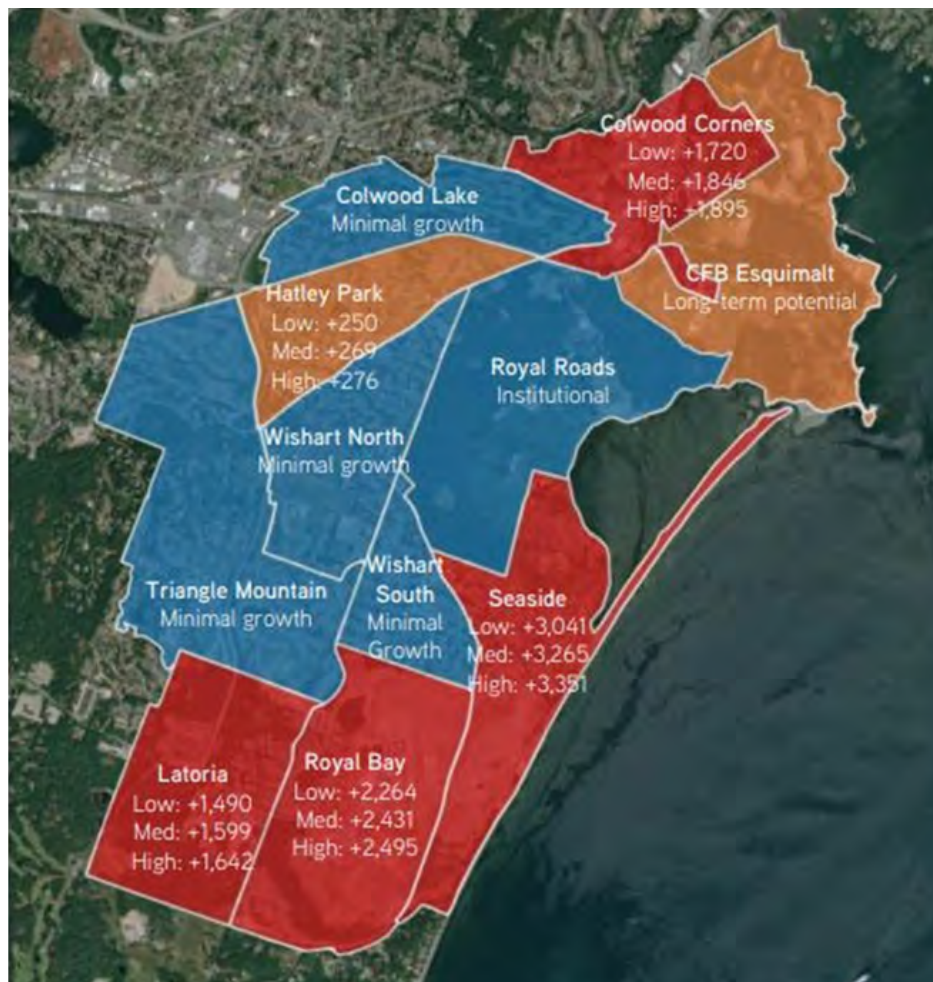 Colwood Corners
Low: +1,720
Med: +1,846
High: +1,895
Colwood Lake
Minimal growth
CFB Esquimalt
Long-term potential
Hatley Park
Low: +250
Med: +269
High: +276
Royal Roads
Institutional
Wishart North
Minimal growth
Wishart
South
Minimal
Growth
Triangle Mountain
Minimal growth
Seaside
Low: +3,041
Med: +3,265
High: +3,351
Latoria
Low: +1,490
Med: +1,599
High: +1,642
Royal Bay
Low: +2,264
Med: +2,431
High: +2,495